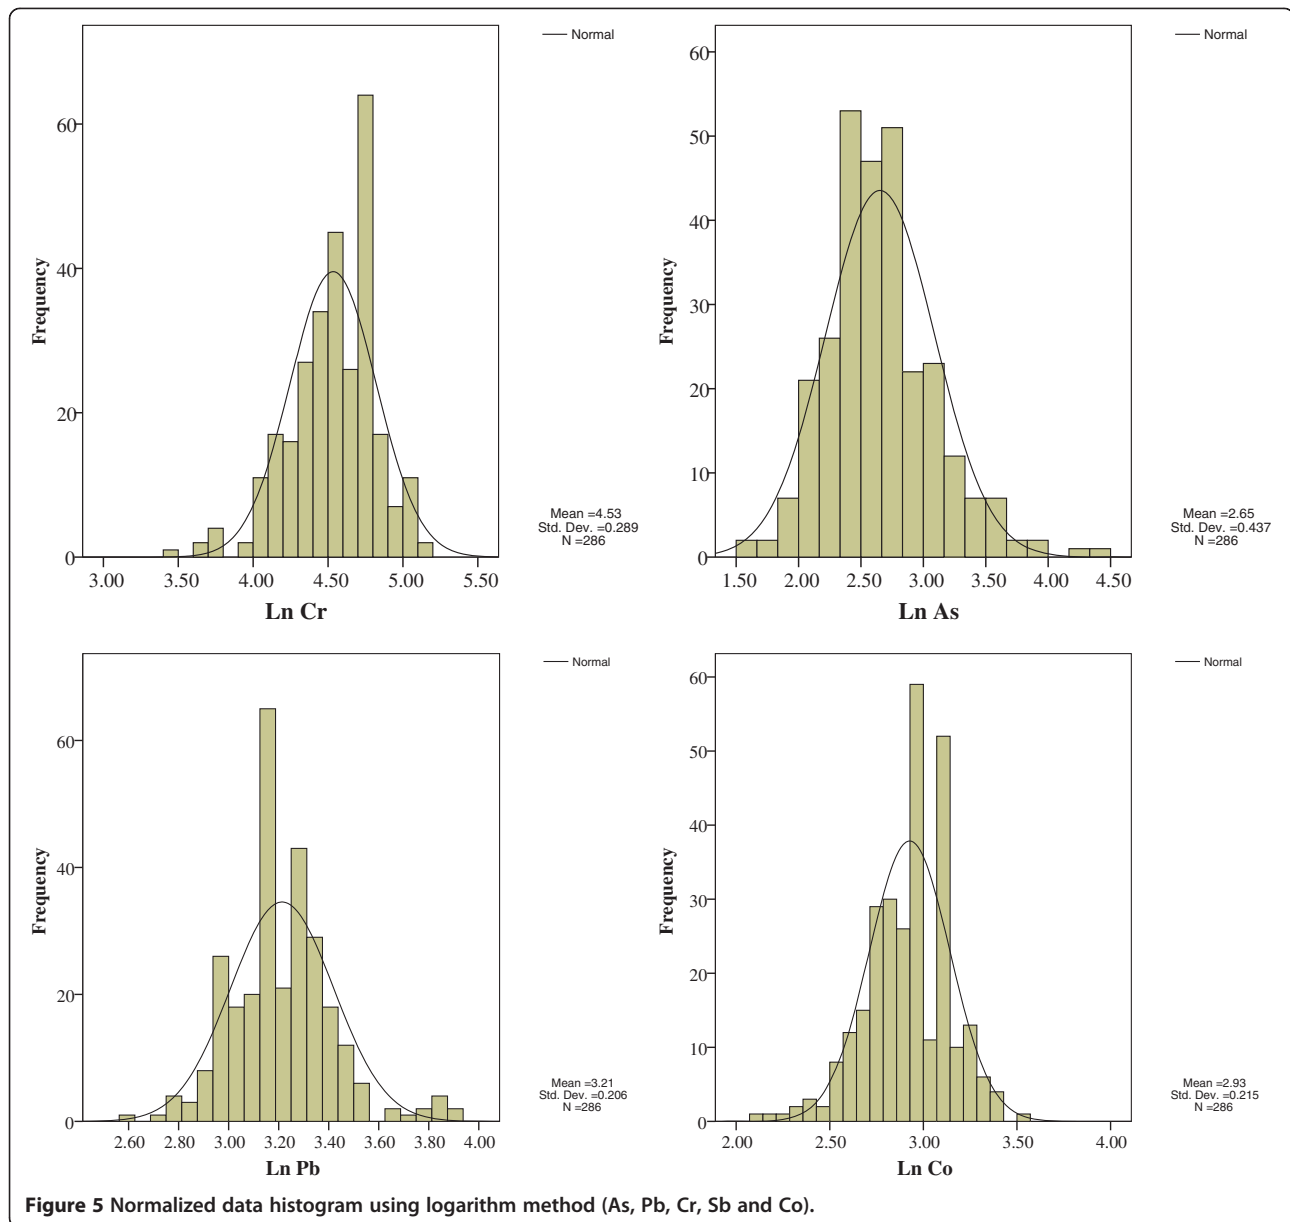 Normal
Frequency
60
40
20
0
3.00 3.50 4.00 4.50 5.00 5.50
Ln Cr
Mean =4.53
Std. Dev. =0.289
N =286
Normal
Frequency
60
50
40
30
20
10
0
1.50 2.00 2.50 3.00 3.50 4.00 4.50
Ln As
Mean =2.65
Std. Dev. =0.437
N =286
Normal
Frequency
60
40
20
0
2.60 2.80 3.00 3.20 3.40 3.60 3.80 4.00
Ln Pb
Mean =3.21
Std. Dev. =0.206
N =286
Normal
Frequency
60
50
40
30
20
10
0
2.00 2.50 3.00 3.50 4.00
Ln Co
Mean =2.93
Std. Dev. =0.215
N =286
Figure 5 Normalized data histogram using logarithm method (As, Pb, Cr, Sb and Co).